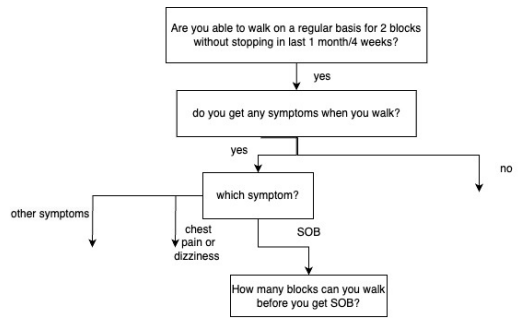 Are you able to walk on a regular basis for 2 blocks
without stopping in last 1 month/4 weeks?
yes
do you get any symptoms when you walk?
yes
no
which symptom?
other symptoms
chest
pain or
dizziness
SOB
How many blocks can you walk
before you get SOB?